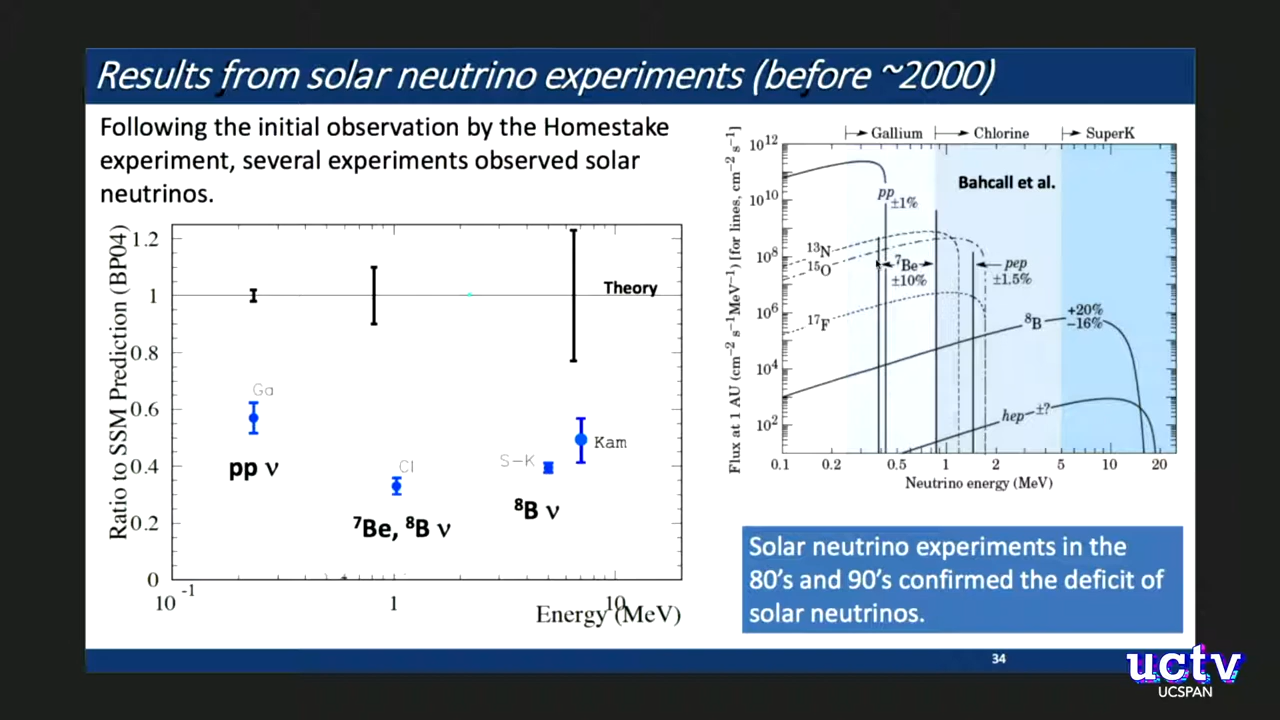 Results from solar neutrino experiments (before ~2000)
Following the initial observation by the Homestake
experiment, several experiments observed solar
neutrinos.
Ratio to SSM Prediction (BP04)
1.2
1
0.8
0.6
0.4
0.2
0
Theory
Ga
pp ν
Cl
⁷Be, ⁸B ν
S-K
Kam
⁸B ν
10⁻¹
1
10
Energy (MeV)
Gallium
Chlorine
SuperK
Bahcall et al.
Flux at 1 AU (cm⁻² s⁻¹ MeV⁻¹) [for lines, cm⁻² s⁻¹]
10¹²
10¹⁰
10⁸
10⁶
10⁴
10²
pp
±1%
¹³N
¹⁵O
⁷Be
±10%
pep
±1.5%
¹⁷F
⁸B
+20%
−16%
hep
±?
0.1
0.2
0.5
1
2
5
10
20
Neutrino energy (MeV)
Solar neutrino experiments in the
80's and 90's confirmed the deficit of
solar neutrinos.
34
uctv
UCSPAN